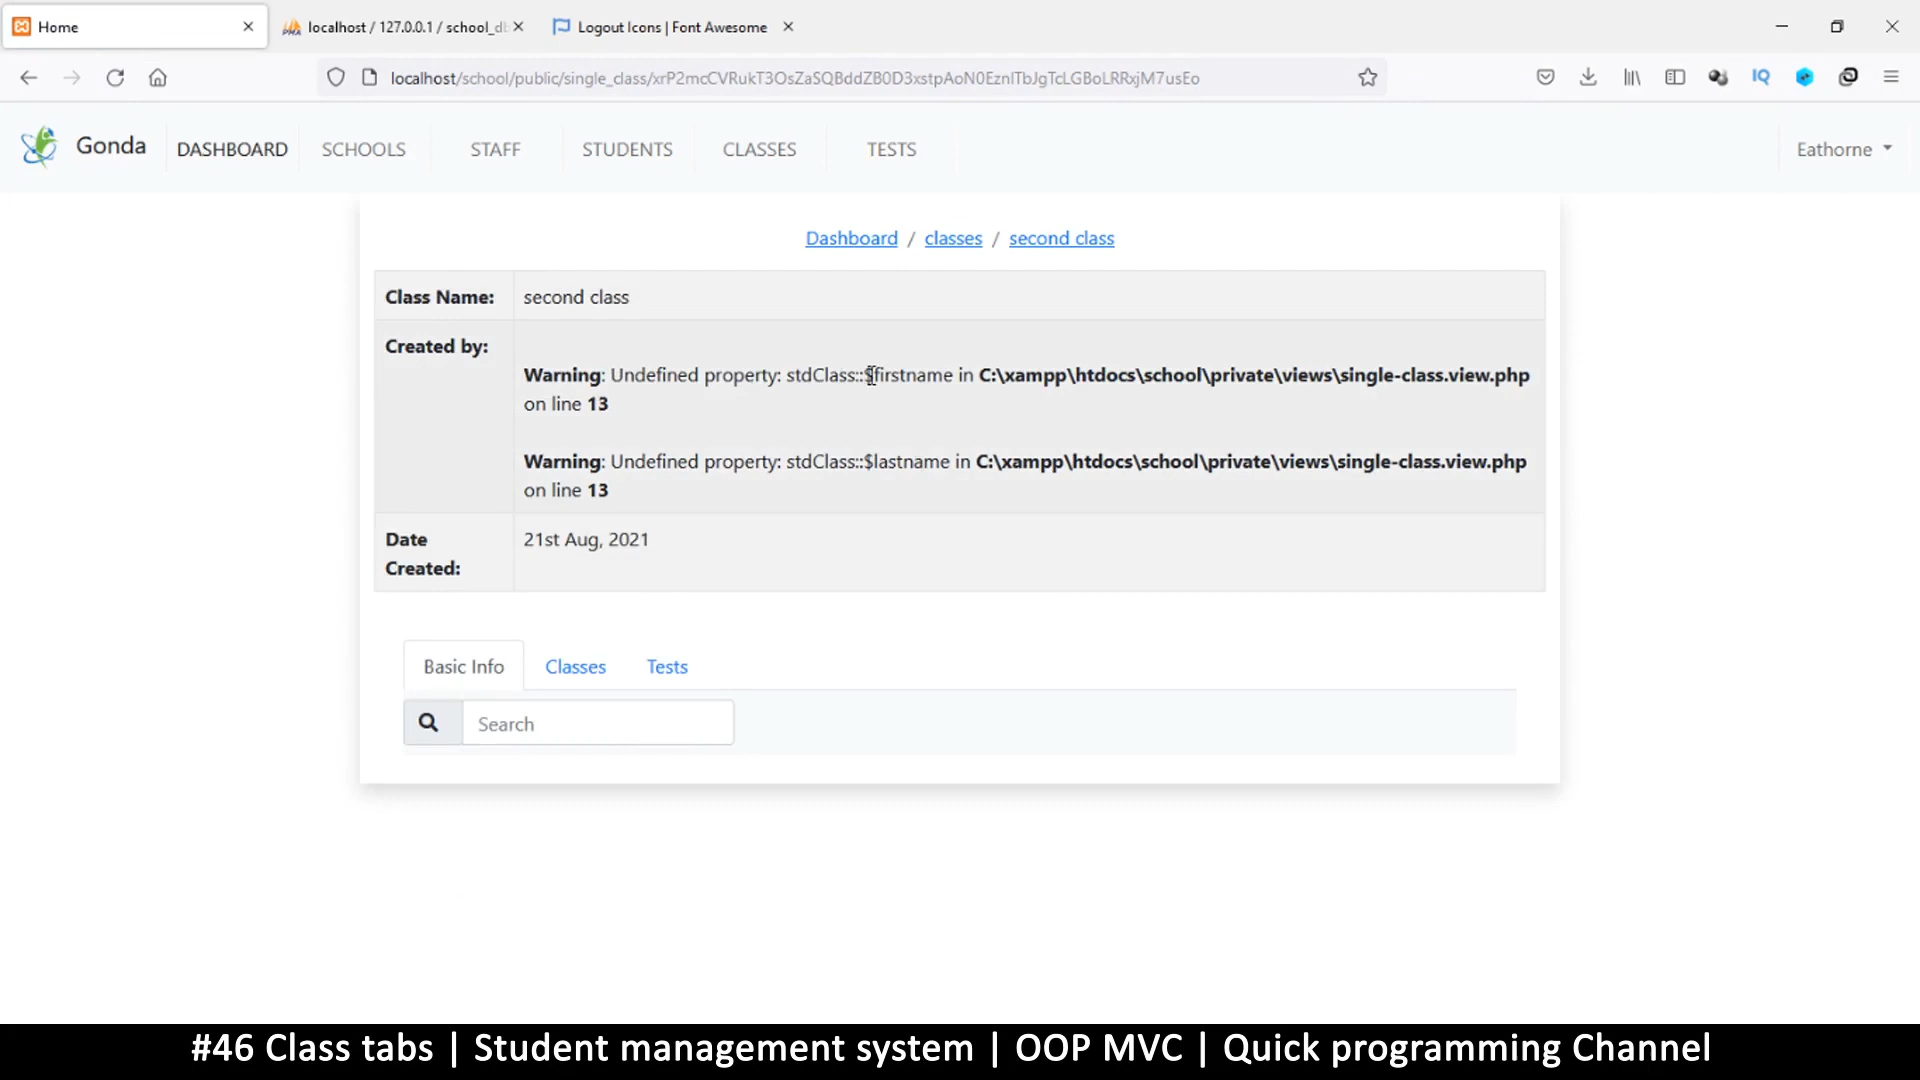 Home
localhost / 127.0.0.1 / school_db
Logout Icons | Font Awesome
localhost/school/public/single_class/xrP2mcCVRukT3OsZaSQBddZB0D3xstpAoN0EznITbJgTcLGBoLRRxjM7usEo
IQ
Gonda
DASHBOARD
SCHOOLS
STAFF
STUDENTS
CLASSES
TESTS
Eathorne
Dashboard / classes / second class
Class Name: second class
Created by:
Warning: Undefined property: stdClass::$firstname in C:\xampp\htdocs\school\private\views\single-class.view.php
on line 13
Warning: Undefined property: stdClass::$lastname in C:\xampp\htdocs\school\private\views\single-class.view.php
on line 13
Date 21st Aug, 2021
Created:
Basic Info
Classes
Tests
Search
#46 Class tabs | Student management system | OOP MVC | Quick programming Channel